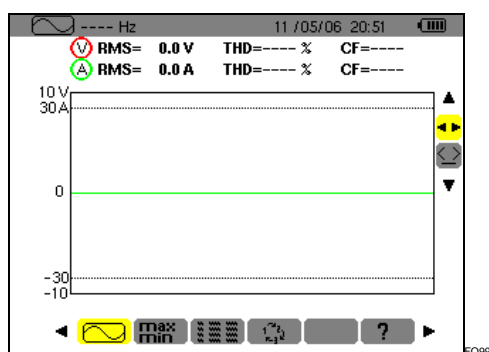 ---- Hz 11/05/06 20:51
V RMS= 0.0 V THD=---- % CF=----
A RMS= 0.0 A THD=---- % CF=----
10 V
30 A
0
-30
-10
max
min
?